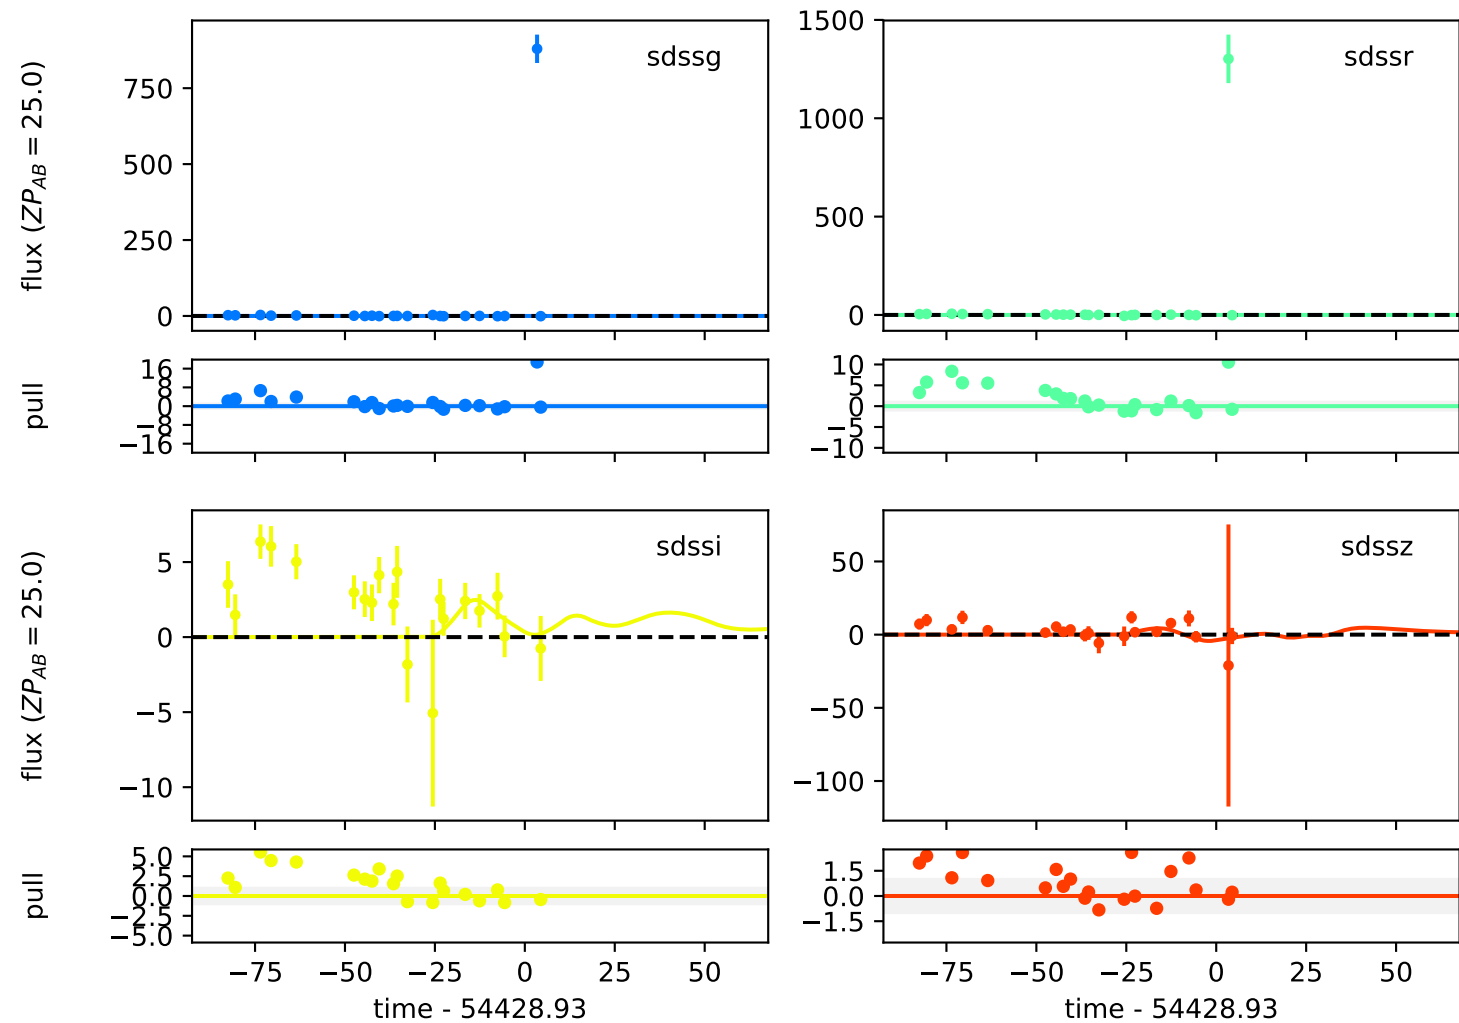 sdssg
flux (ZP_AB = 25.0)
750
500
250
0
sdssr
1500
1000
500
0
pull
16
8
0
−8
−16
10
5
0
−5
−10
sdssi
flux (ZP_AB = 25.0)
5
0
−5
−10
sdssz
50
0
−50
−100
pull
5.0
2.5
0.0
−2.5
−5.0
−75 −50 −25 0 25 50
time - 54428.93
1.5
0.0
−1.5
−75 −50 −25 0 25 50
time - 54428.93